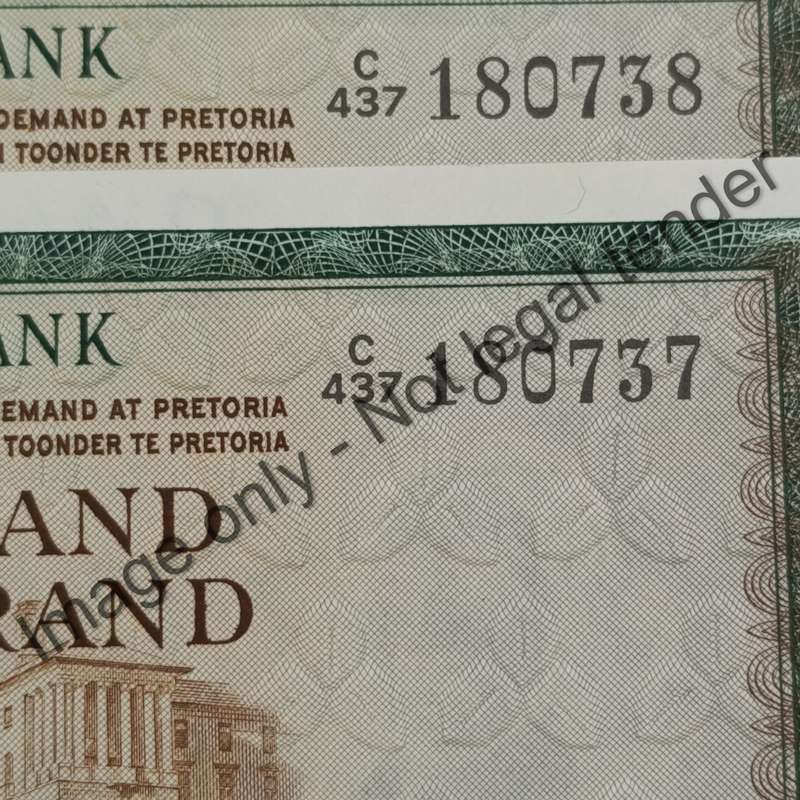 ANK
C
437 180738
DEMAND AT PRETORIA
TOONDER TE PRETORIA
ANK
C
437 180737
DEMAND AT PRETORIA
TOONDER TE PRETORIA
AND
RAND
Image only - Not legal tender